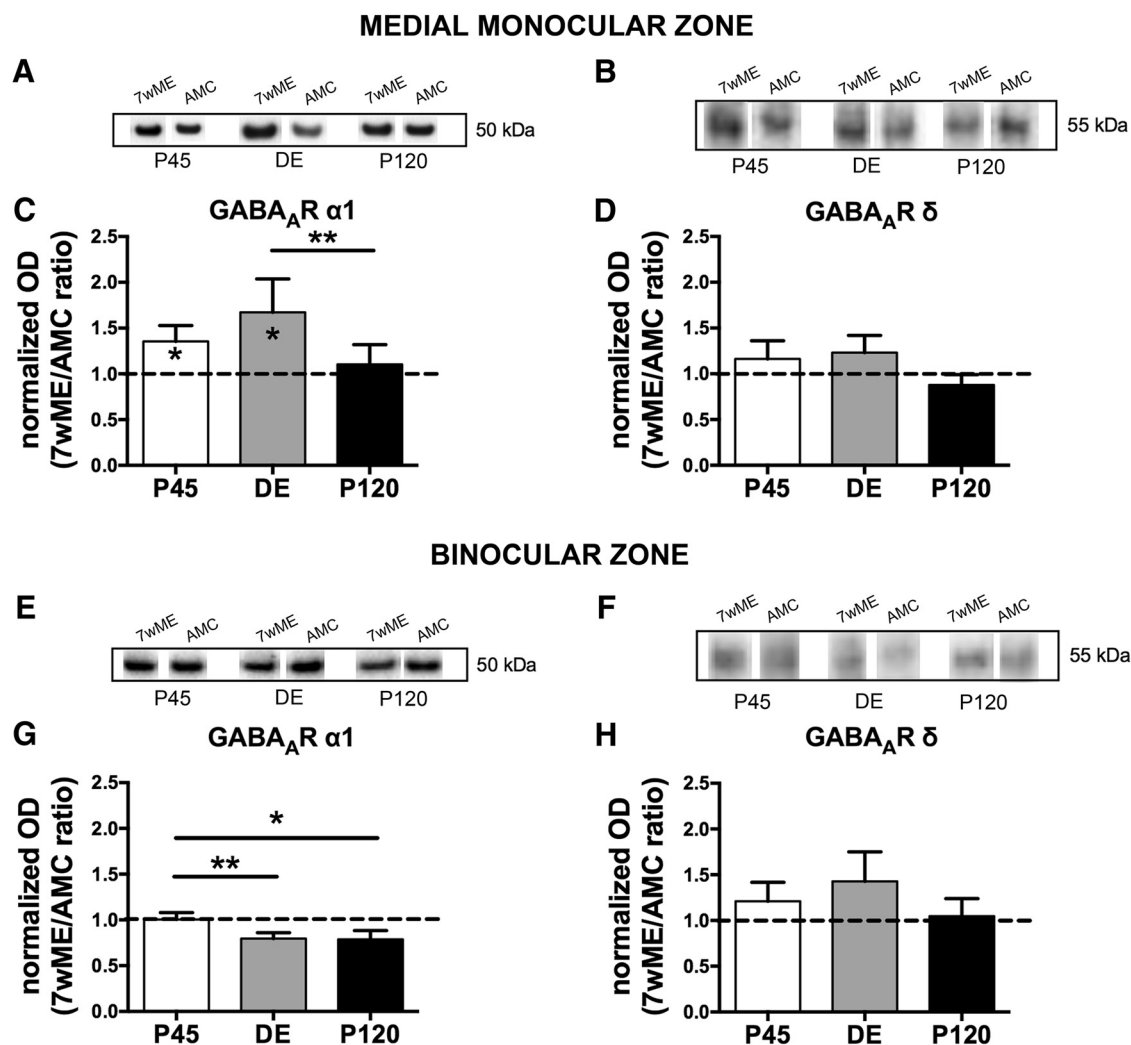 MEDIAL MONOCULAR ZONE
A
7wME AMC 7wME AMC 7wME AMC
50 kDa
P45 DE P120
B
7wME AMC 7wME AMC 7wME AMC
55 kDa
P45 DE P120
C
GABAAR α1
normalized OD
(7wME/AMC ratio)
2.5
2.0
1.5
1.0
0.5
0.0
**
* *
P45 DE P120
D
GABAAR δ
normalized OD
(7wME/AMC ratio)
2.5
2.0
1.5
1.0
0.5
0.0
P45 DE P120
BINOCULAR ZONE
E
7wME AMC 7wME AMC 7wME AMC
50 kDa
P45 DE P120
F
7wME AMC 7wME AMC 7wME AMC
55 kDa
P45 DE P120
G
GABAAR α1
normalized OD
(7wME/AMC ratio)
2.5
2.0
1.5
1.0
0.5
0.0
*
**
P45 DE P120
H
GABAAR δ
normalized OD
(7wME/AMC ratio)
2.5
2.0
1.5
1.0
0.5
0.0
P45 DE P120